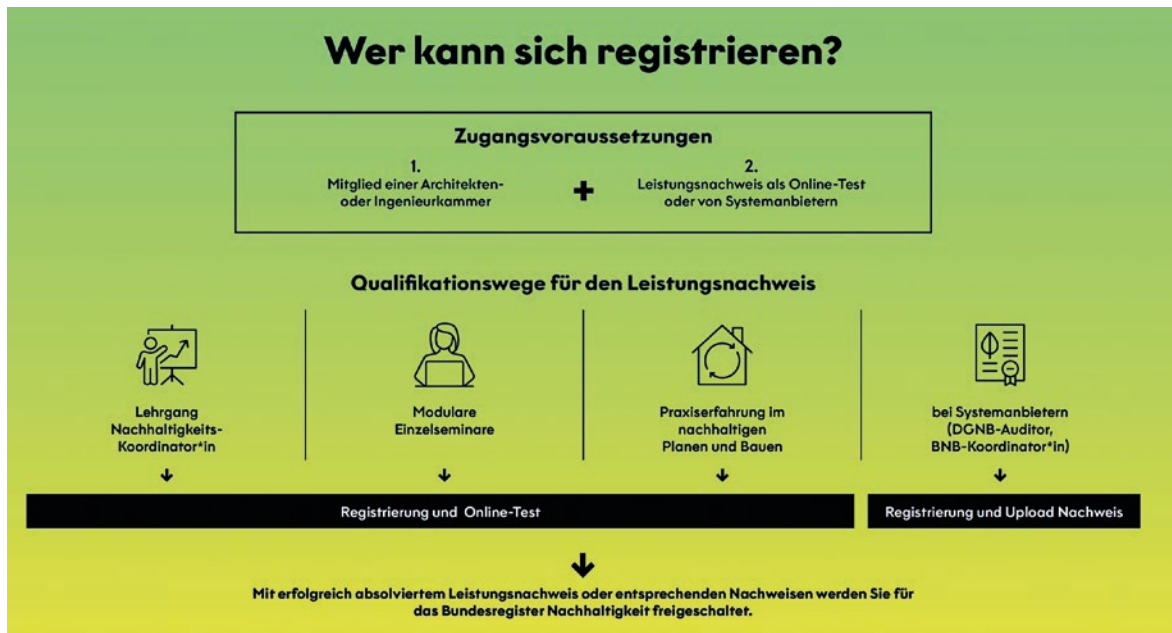 Wer kann sich registrieren?
Zugangsvoraussetzungen
1.
Mitglied einer Architekten-
oder Ingenieurkammer
+
2.
Leistungsnachweis als Online-Test
oder von Systemanbietern
Qualifikationswege für den Leistungsnachweis
Lehrgang
Nachhaltigkeits-
Koordinator*in
Modulare
Einzelseminare
Praxiserfahrung im
nachhaltigen
Planen und Bauen
bei Systemanbietern
(DGNB-Auditor,
BNB-Koordinator*in)
Registrierung und Online-Test
Registrierung und Upload Nachweis
Mit erfolgreich absolviertem Leistungsnachweis oder entsprechenden Nachweisen werden Sie für
das Bundesregister Nachhaltigkeit freigeschaltet.